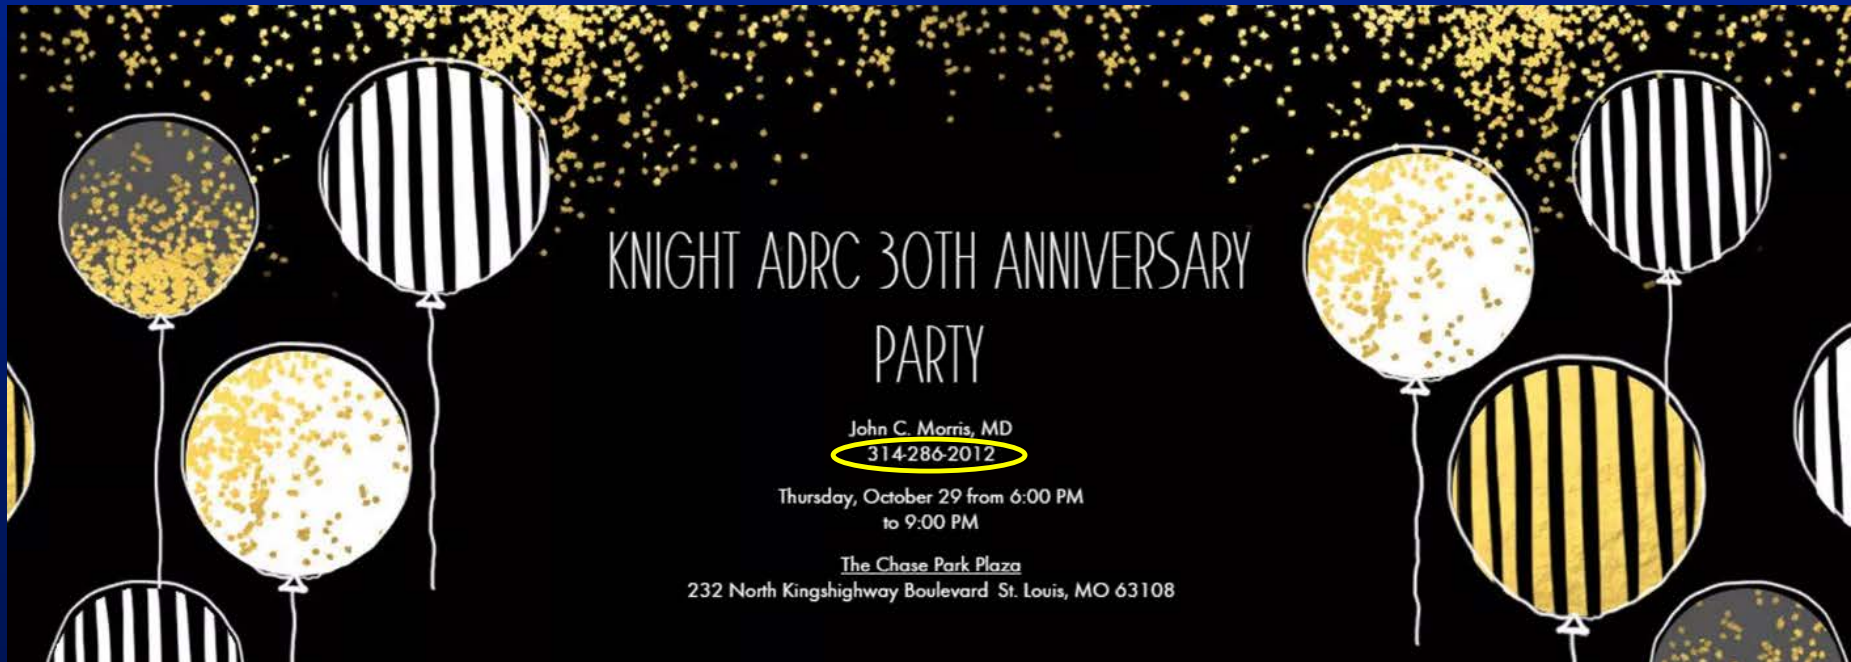 KNIGHT ADRC 30TH ANNIVERSARY
PARTY
John C. Morris, MD
314-286-2012
Thursday, October 29 from 6:00 PM
to 9:00 PM
The Chase Park Plaza
232 North Kingshighway Boulevard St. Louis, MO 63108